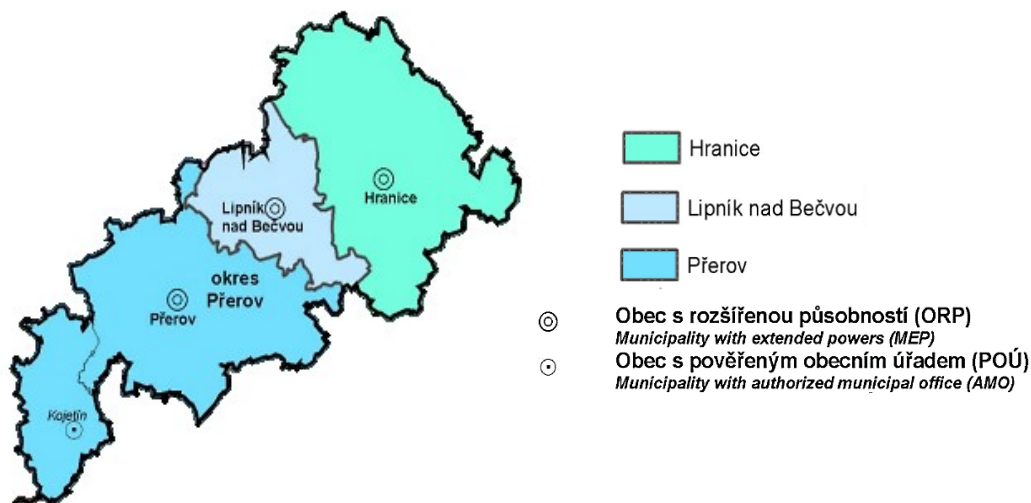 Hranice
Lipník
nad Bečvou
okres
Přerov
Přerov
Kojetín
Hranice
Lipník nad Bečvou
Přerov
Obec s rozšířenou působností (ORP)
Municipality with extended powers (MEP)
Obec s pověřeným obecním úřadem (POÚ)
Municipality with authorized municipal office (AMO)